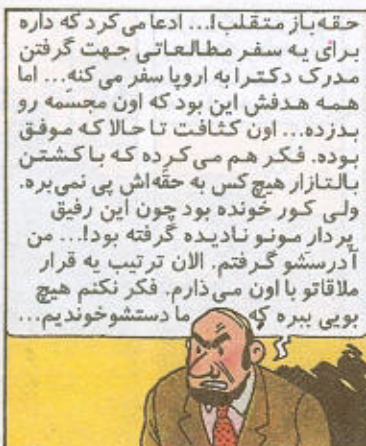 حقه‌باز متقلب!... ادعا می‌کرد که داره
برای یه سفر مطالعاتی جهت گرفتن
مدرک دکترا به اروپا سفر می‌کنه... اما
همه هدفش این بود که اون مجسّمه رو
بدزده... اون کثافت تا حالا که موفق
بوده. فکر هم می‌کرده که با کشتن
بالتازار هیچ کس به حقّه‌اش پی نمی‌بره.
ولی کور خونده بود چون این رفیق
پردار مونو نادیده گرفته بود!... من
آدرسشو گرفتم. الان ترتیب یه قرار
ملاقاتو با اون می‌ذارم. فکر نکنم هیچ
بویی ببره که ما دستشو خوندیم...